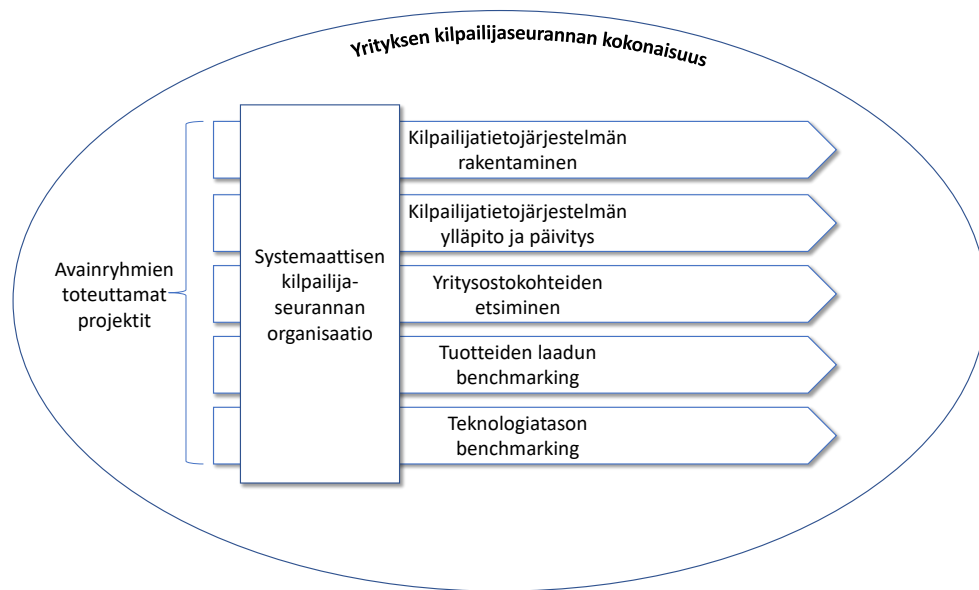 Yrityksen kilpailijaseurannan kokonaisuus
Avainryhmien
toteuttamat
projektit
Systemaattisen
kilpailija-
seurannan
organisaatio
Kilpailijatietojärjestelmän
rakentaminen
Kilpailijatietojärjestelmän
ylläpito ja päivitys
Yritysostokohteiden
etsiminen
Tuotteiden laadun
benchmarking
Teknologiatason
benchmarking